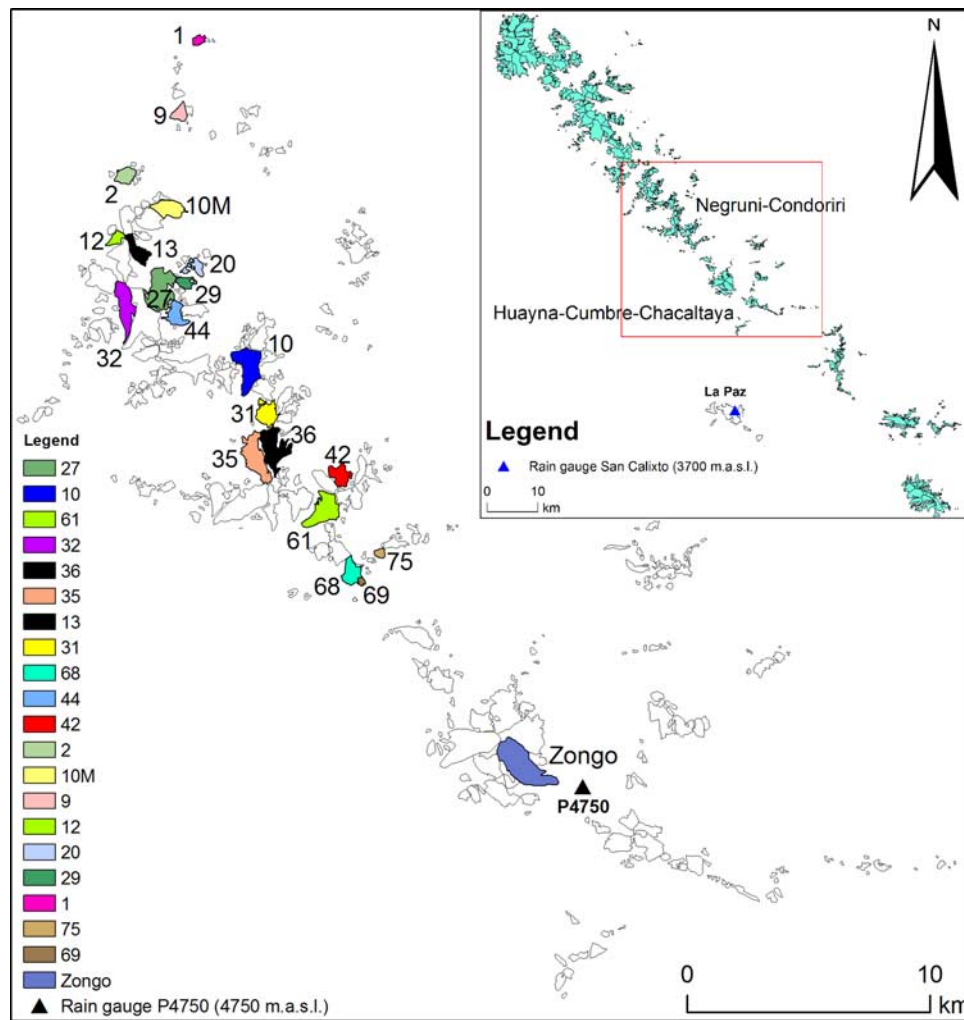 1
9
2
10M
12
13
20
29
27
44
32
10
31
36
35
42
61
75
68
69
Zongo
P4750
Legend
27
10
61
32
36
35
13
31
68
44
42
2
10M
9
12
20
29
1
75
69
Zongo
Rain gauge P4750 (4750 m.a.s.l.)
0 10
km
N
Negruni-Condoriri
Huayna-Cumbre-Chacaltaya
La Paz
Legend
Rain gauge San Calixto (3700 m.a.s.l.)
0 10
km